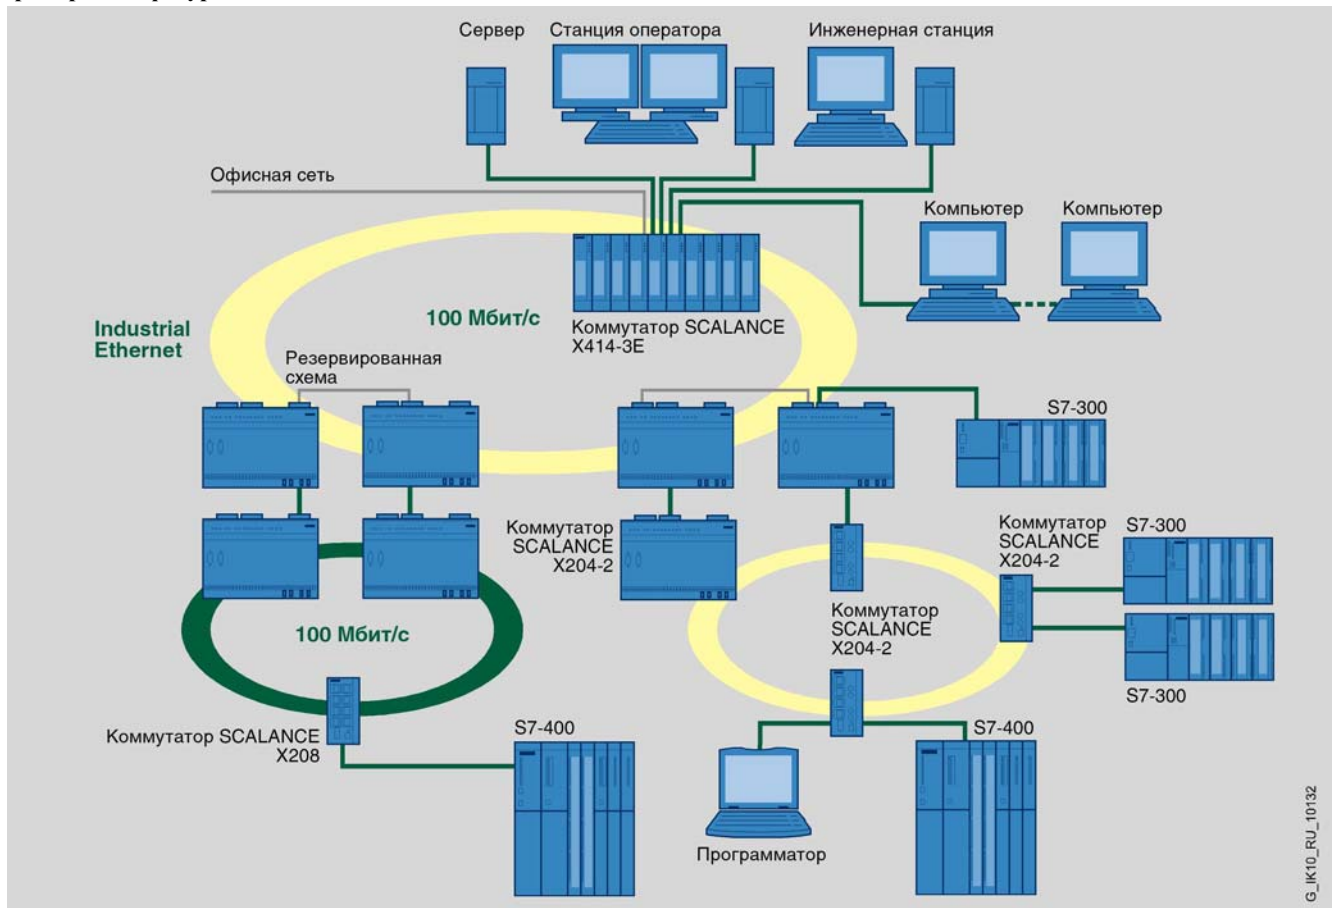 Сервер
Станция оператора
Инженерная станция
Офисная сеть
Компьютер
Компьютер
Industrial
Ethernet
100 Мбит/с
Коммутатор SCALANCE
X414-3E
Резервированная
схема
S7-300
Коммутатор
SCALANCE
X204-2
Коммутатор
SCALANCE
X204-2
S7-300
Коммутатор
SCALANCE
X204-2
S7-300
100 Мбит/с
Коммутатор SCALANCE
X208
S7-400
S7-400
Программатор
G_IK10_RU_10132